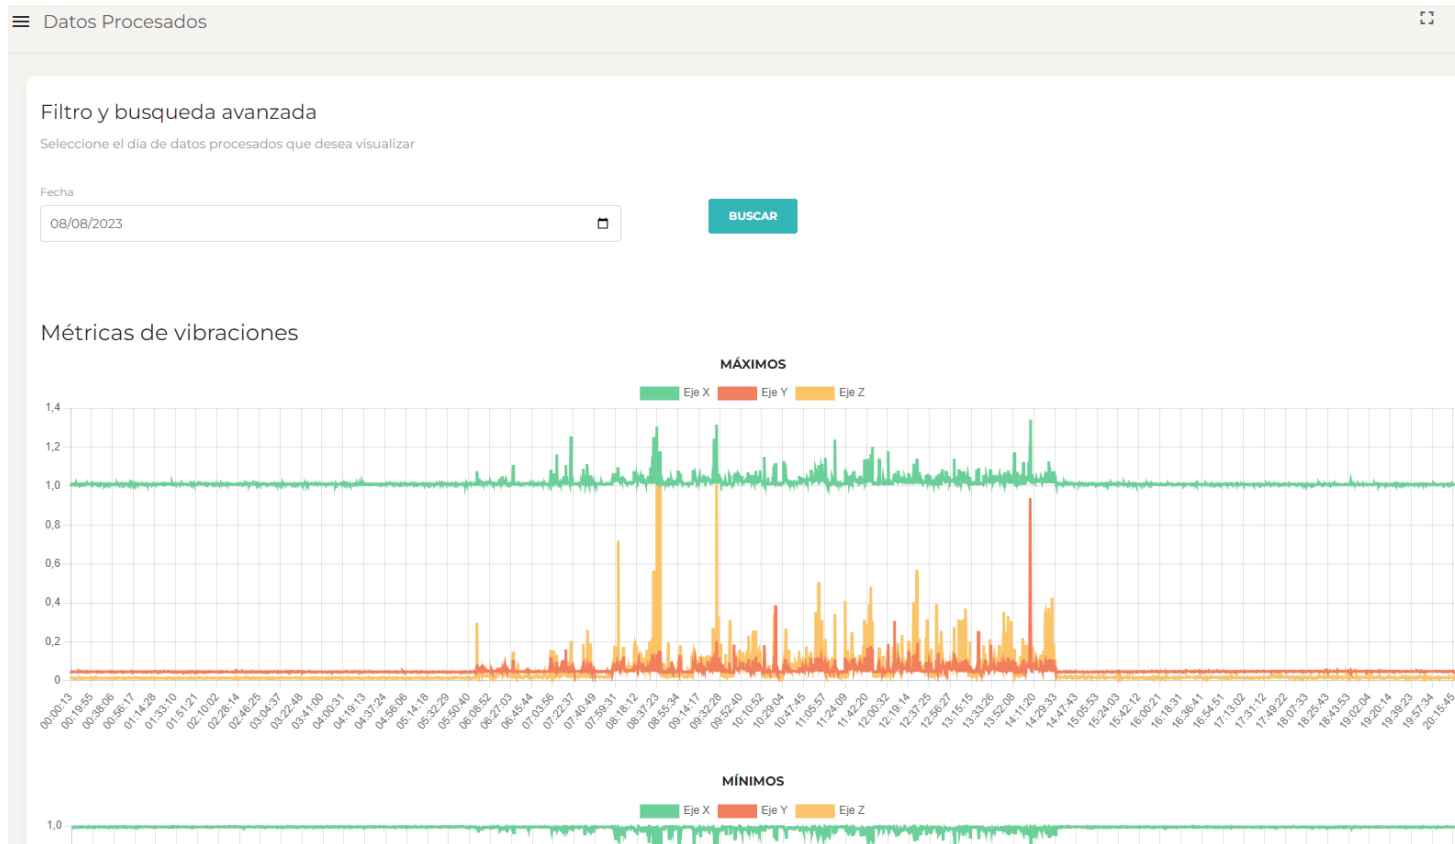 Datos Procesados
Filtro y busqueda avanzada
Seleccione el día de datos procesados que desea visualizar
Fecha
08/08/2023
BUSCAR
Métricas de vibraciones
MÁXIMOS
Eje X Eje Y Eje Z
1,4
1,2
1,0
0,8
0,6
0,4
0,2
0
00:00:13 00:19:55 00:38:06 00:56:17 01:14:28 01:33:10 01:51:21 02:10:02 02:28:14 02:46:25 03:04:37 03:22:48 03:41:00 04:00:31 04:19:13 04:37:24 04:56:06 05:14:18 05:32:29 05:50:40 06:08:52 06:27:03 06:45:44 07:03:56 07:22:37 07:40:49 07:59:31 08:18:12 08:37:23 08:55:34 09:14:17 09:32:28 09:52:40 10:10:52 10:29:04 10:47:45 11:05:57 11:24:09 11:42:20 12:00:32 12:19:14 12:37:25 12:56:27 13:15:15 13:33:26 13:52:08 14:11:20 14:29:33 14:47:43 15:05:53 15:24:03 15:42:12 16:00:21 16:18:31 16:36:41 16:54:51 17:13:02 17:31:12 17:49:22 18:07:33 18:25:43 18:43:53 19:02:04 19:20:14 19:39:23 19:57:34 20:15:45
MÍNIMOS
Eje X Eje Y Eje Z
1,0